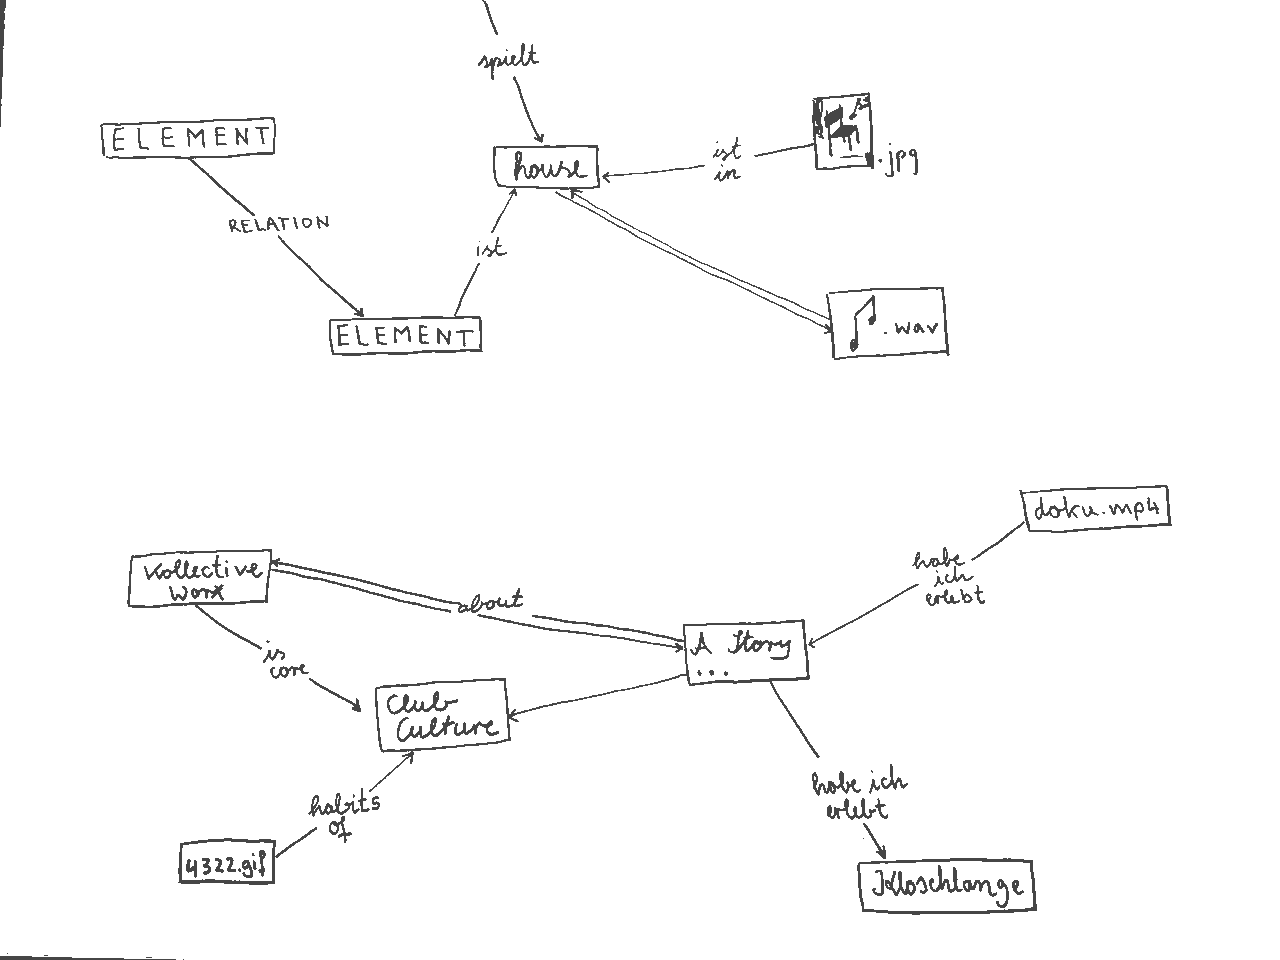 spielt
ELEMENT
house
ist
in
.jpg
RELATION
ist
ELEMENT
.wav
doku.mp4
Kollective
worx
about
habe
ich
erlebt
is
core
A Story
...
Club
Culture
habits
of
habe ich
erlebt
4322.gif
Kloschlange